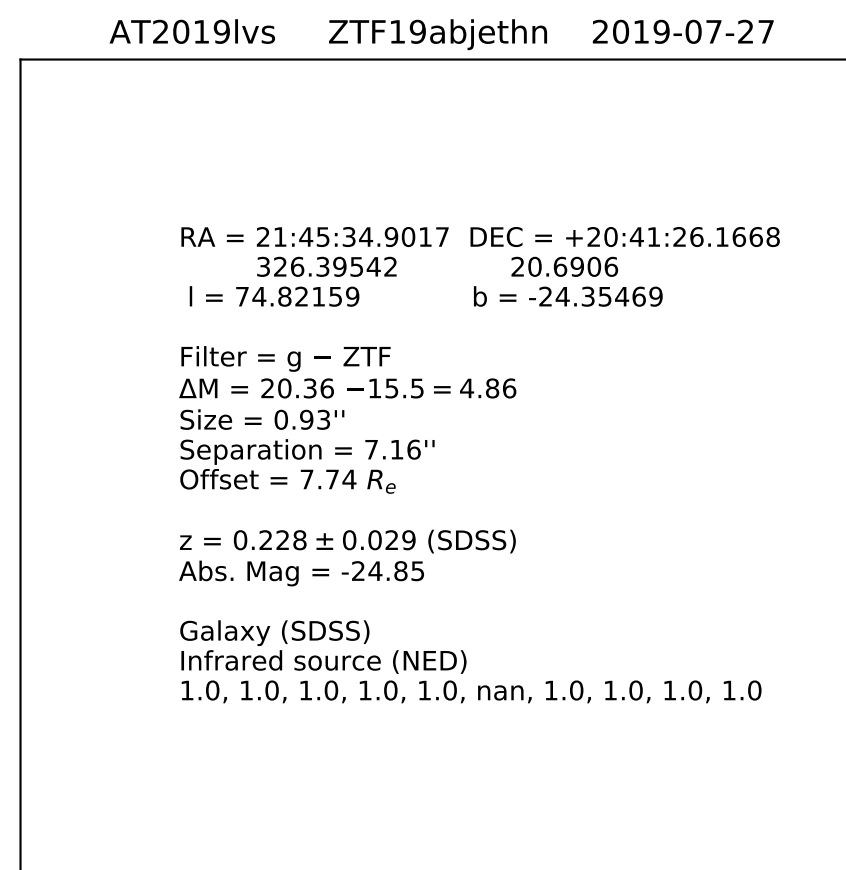 AT2019lvs ZTF19abjethn 2019-07-27
RA = 21:45:34.9017 DEC = +20:41:26.1668
326.39542 20.6906
l = 74.82159 b = -24.35469
Filter = g − ZTF
ΔM = 20.36 −15.5 = 4.86
Size = 0.93''
Separation = 7.16''
Offset = 7.74 Rₑ
z = 0.228 ± 0.029 (SDSS)
Abs. Mag = -24.85
Galaxy (SDSS)
Infrared source (NED)
1.0, 1.0, 1.0, 1.0, 1.0, nan, 1.0, 1.0, 1.0, 1.0